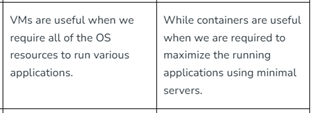 VMs are useful when we
require all of the OS
resources to run various
applications.
While containers are useful
when we are required to
maximize the running
applications using minimal
servers.